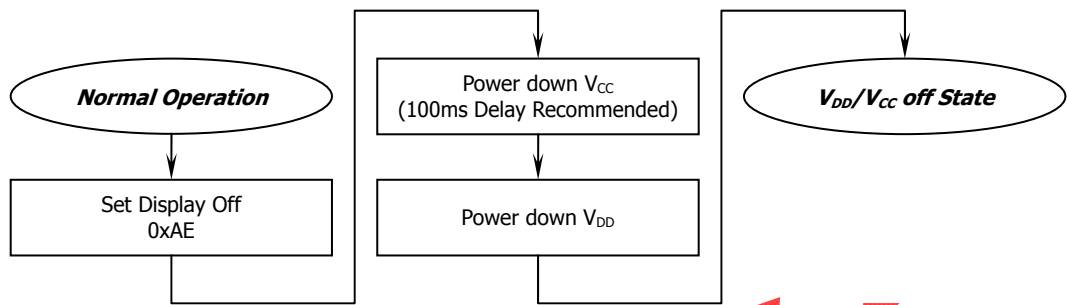 Normal Operation
Set Display Off
0xAE
Power down VCC
(100ms Delay Recommended)
Power down VDD
VDD/VCC off State